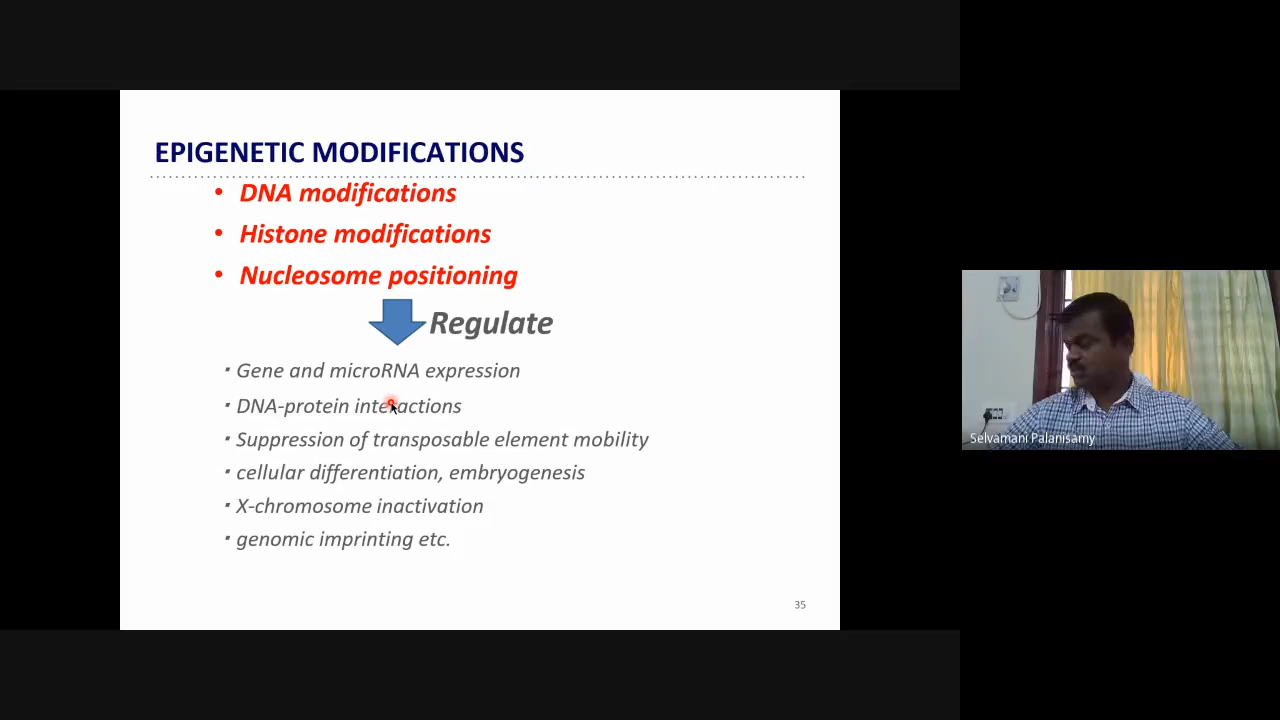 EPIGENETIC MODIFICATIONS
• DNA modifications
• Histone modifications
• Nucleosome positioning
Regulate
· Gene and microRNA expression
· DNA-protein interactions
· Suppression of transposable element mobility
· cellular differentiation, embryogenesis
· X-chromosome inactivation
· genomic imprinting etc.
35
Selvamani Palanisamy